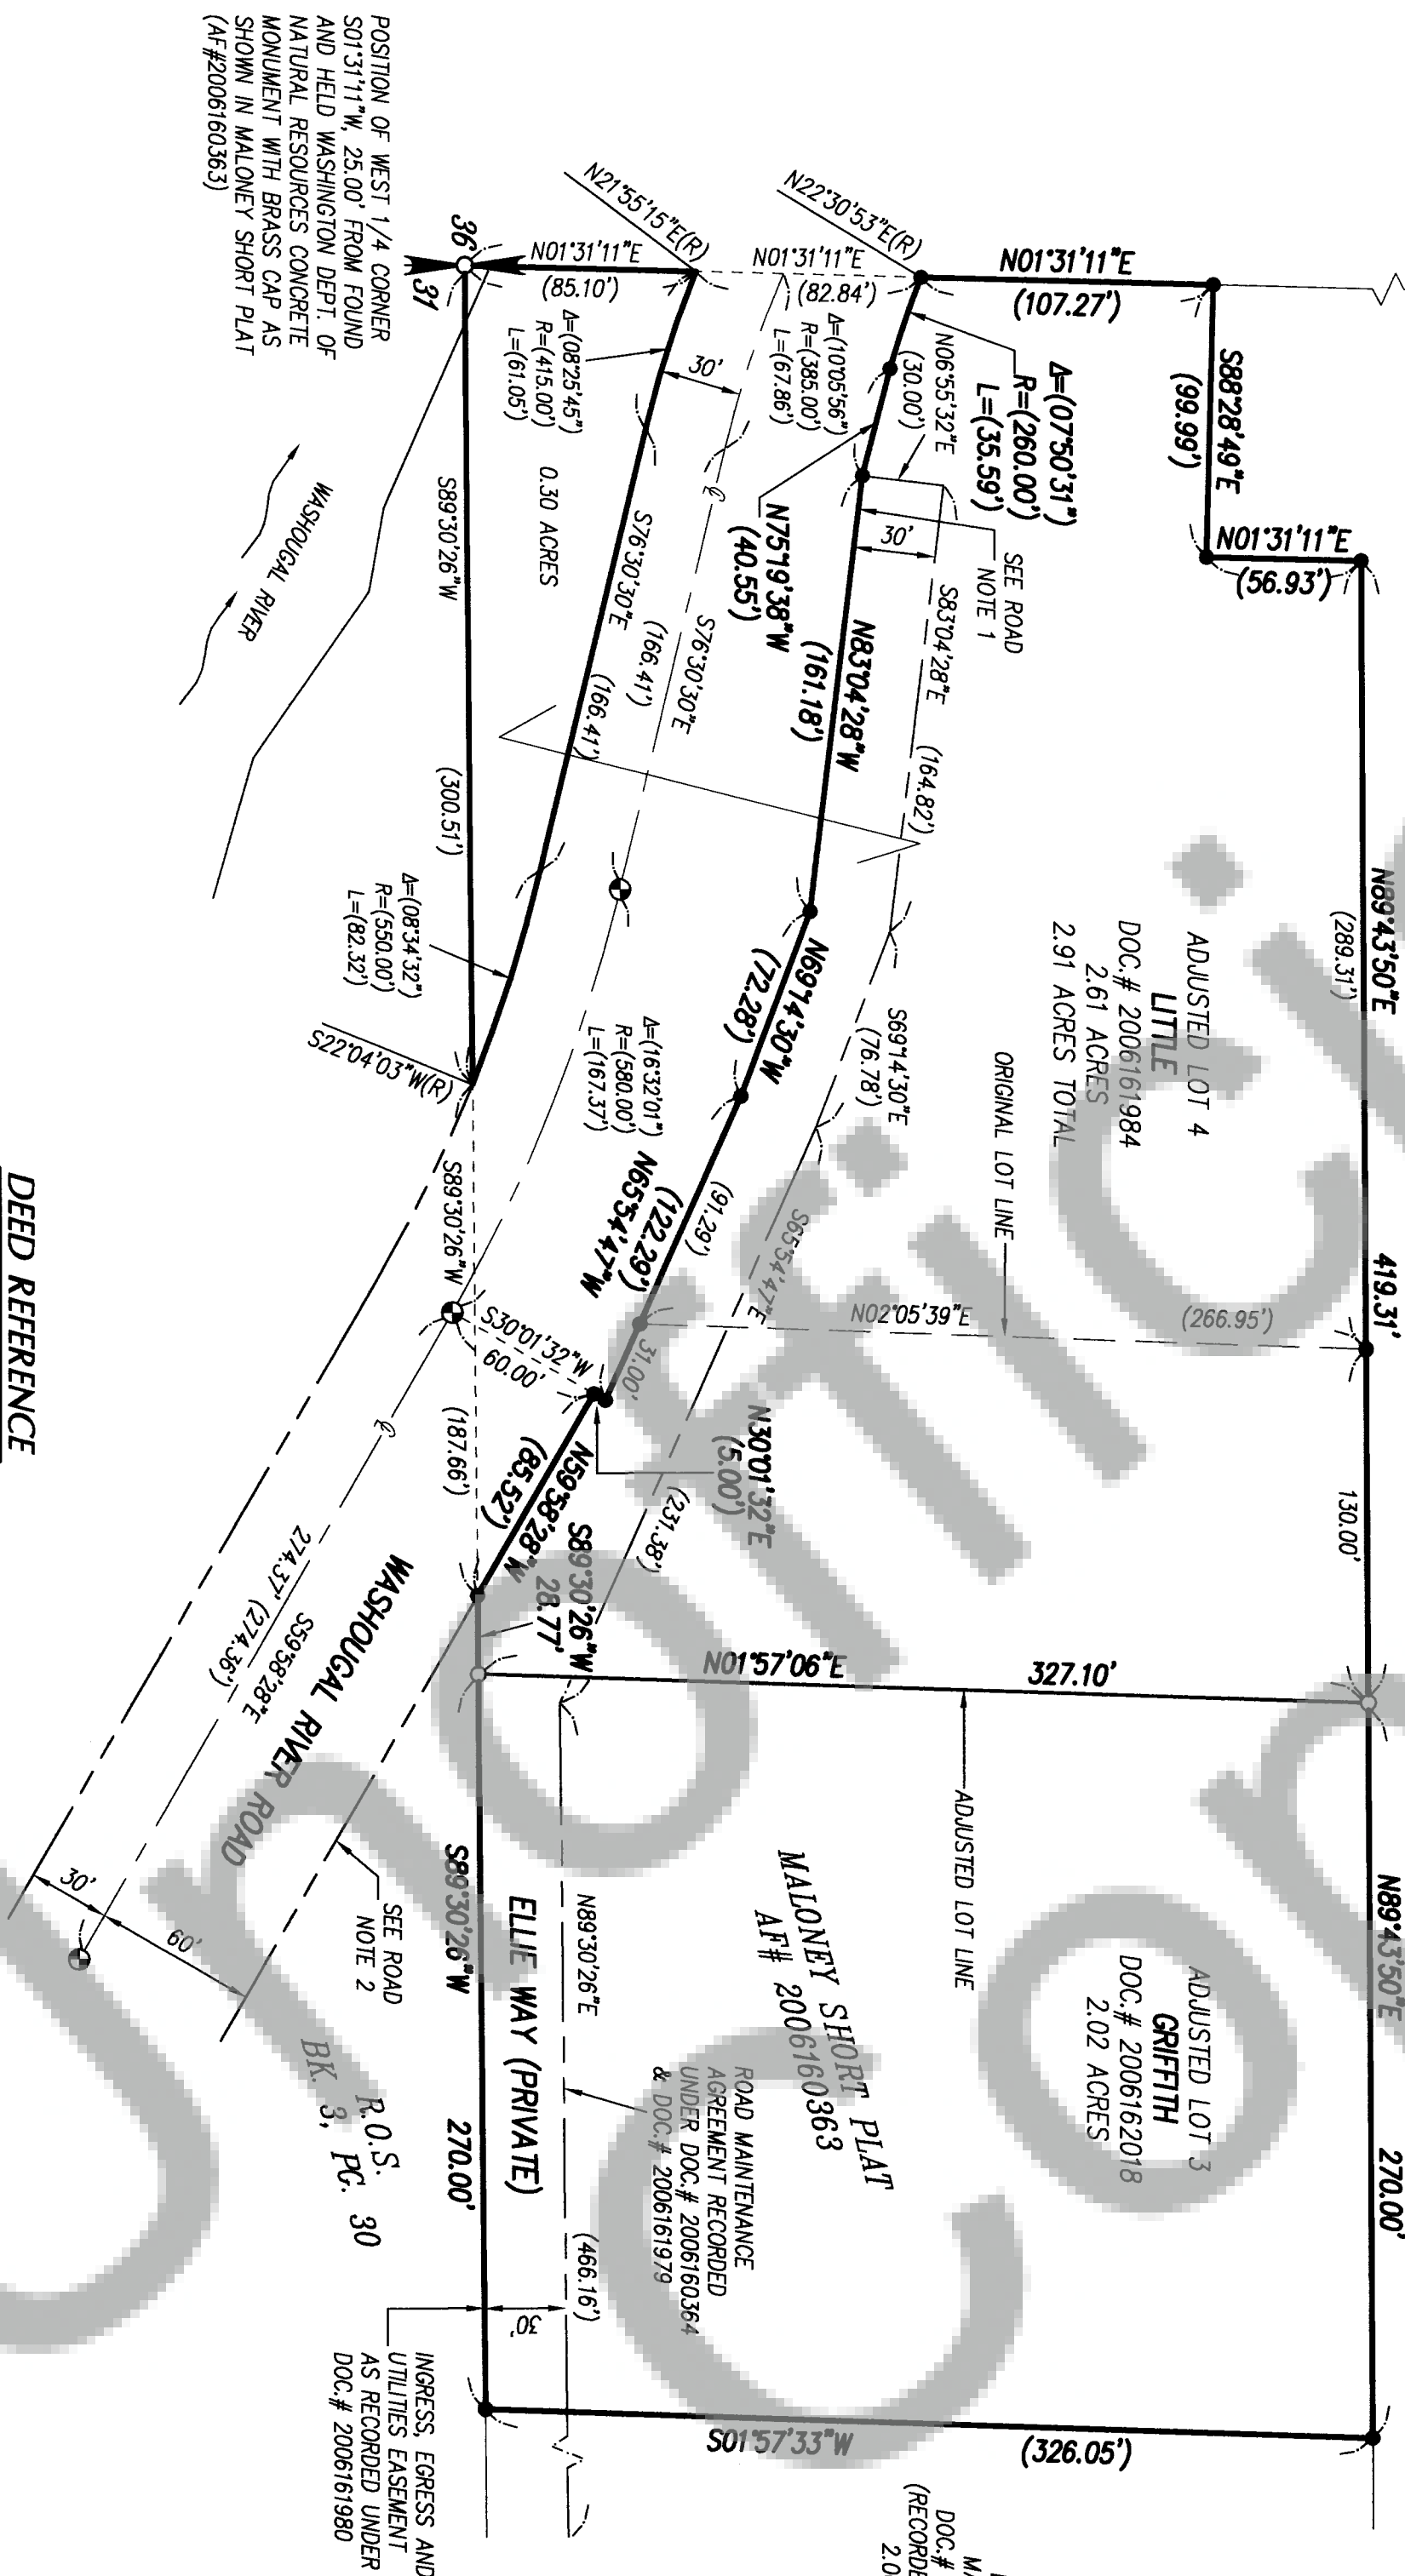 N89°43'50"E
419.31'
(289.31')
130.00'
N89°43'50"E
270.00'
S88°28'49"E
(99.99')
N01°31'11"E
(56.93')
N01°31'11"E
(107.27')
N22°30'53"E(R)
N01°31'11"E
(82.84')
N21°55'15"E(R)
N01°31'11"E
(85.10')
36
31
POSITION OF WEST 1/4 CORNER
S01°31'11"W, 25.00' FROM FOUND
AND HELD WASHINGTON DEPT. OF
NATURAL RESOURCES CONCRETE
MONUMENT WITH BRASS CAP AS
SHOWN IN MALONEY SHORT PLAT
(AF#2006160363)
Δ=(07°50'31")
R=(260.00')
L=(35.59')
N06°55'32"E
(30.00')
Δ=(10°05'56")
R=(385.00')
L=(67.86')
Δ=(08°25'45")
R=(415.00')
L=(61.05')
30'
0.30 ACRES
N75°19'38"W
(40.55')
SEE ROAD
NOTE 1
30'
S83°04'28"E
(164.82')
N83°04'28"W
(161.18')
S76°30'30"E
(166.41')
S76°30'30"E
(166.41')
S89°30'26"W
(300.51')
WASHOUGAL RIVER
ADJUSTED LOT 4
LITTLE
DOC.# 2006161984
2.61 ACRES
2.91 ACRES TOTAL
ORIGINAL LOT LINE
N69°14'30"W
(72.28')
S69°14'30"E
(76.78')
Δ=(16°32'01")
R=(580.00')
L=(167.37')
Δ=(08°34'32")
R=(550.00')
L=(82.32')
S22°04'03"W(R)
N65°54'47"W
(122.29')
(91.29')
31.00'
S65°54'47"E
(231.38')
N02°05'39"E
(266.95')
S89°30'26"W
(187.66')
S30°01'32"W
60.00'
N30°01'32"E
(5.00')
N59°58'28"W
(85.52')
S89°30'26"W
28.77'
N01°57'06"E
327.10'
ADJUSTED LOT LINE
MALONEY SHORT PLAT
AF# 2006160363
ADJUSTED LOT 3
GRIFFITH
DOC.# 2006162018
2.02 ACRES
ROAD MAINTENANCE
AGREEMENT RECORDED
UNDER DOC.# 2006160364
& DOC.# 2006161979
N89°30'26"E
(466.16')
ELLIE WAY (PRIVATE)
30'
S89°30'26"W
270.00'
S01°57'33"W
(326.05')
INGRESS, EGRESS AND
UTILITIES EASEMENT
AS RECORDED UNDER
DOC.# 2006161980
SEE ROAD
NOTE 2
R.O.S.
BK. 3, PG. 30
WASHOUGAL RIVER ROAD
274.37' (274.36')
S59°58'28"E
30'
60'
DOC.#
(RECORDE
2.0
DEED REFERENCE